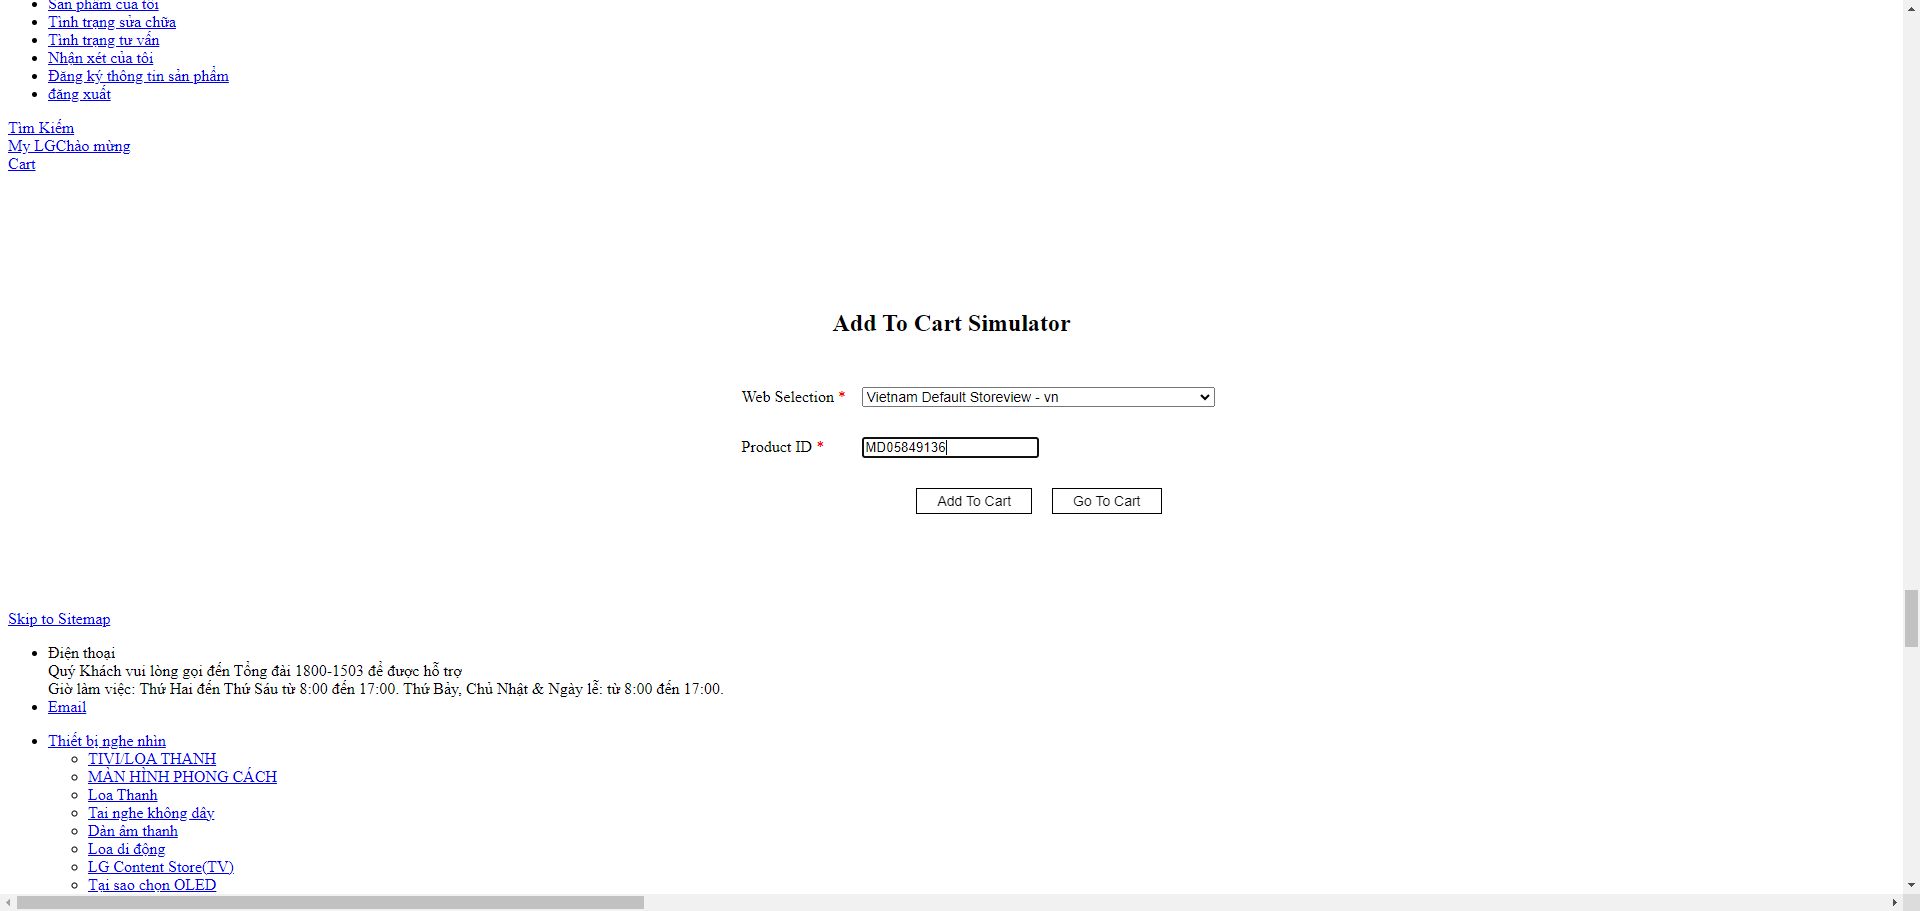 Sản phẩm của tôi
Tình trạng sửa chữa
Tình trạng tư vấn
Nhận xét của tôi
Đăng ký thông tin sản phẩm
đăng xuất
Tìm Kiếm
My LGChào mừng
Cart
Add To Cart Simulator
Web Selection * Vietnam Default Storeview - vn
Product ID * MD05849136
Add To Cart Go To Cart
Skip to Sitemap
Điện thoại
Quý Khách vui lòng gọi đến Tổng đài 1800-1503 để được hỗ trợ
Giờ làm việc: Thứ Hai đến Thứ Sáu từ 8:00 đến 17:00. Thứ Bảy, Chủ Nhật & Ngày lễ: từ 8:00 đến 17:00.
Email
Thiết bị nghe nhìn
TIVI/LOA THANH
MÀN HÌNH PHONG CÁCH
Loa Thanh
Tai nghe không dây
Dàn âm thanh
Loa di động
LG Content Store(TV)
Tại sao chọn OLED